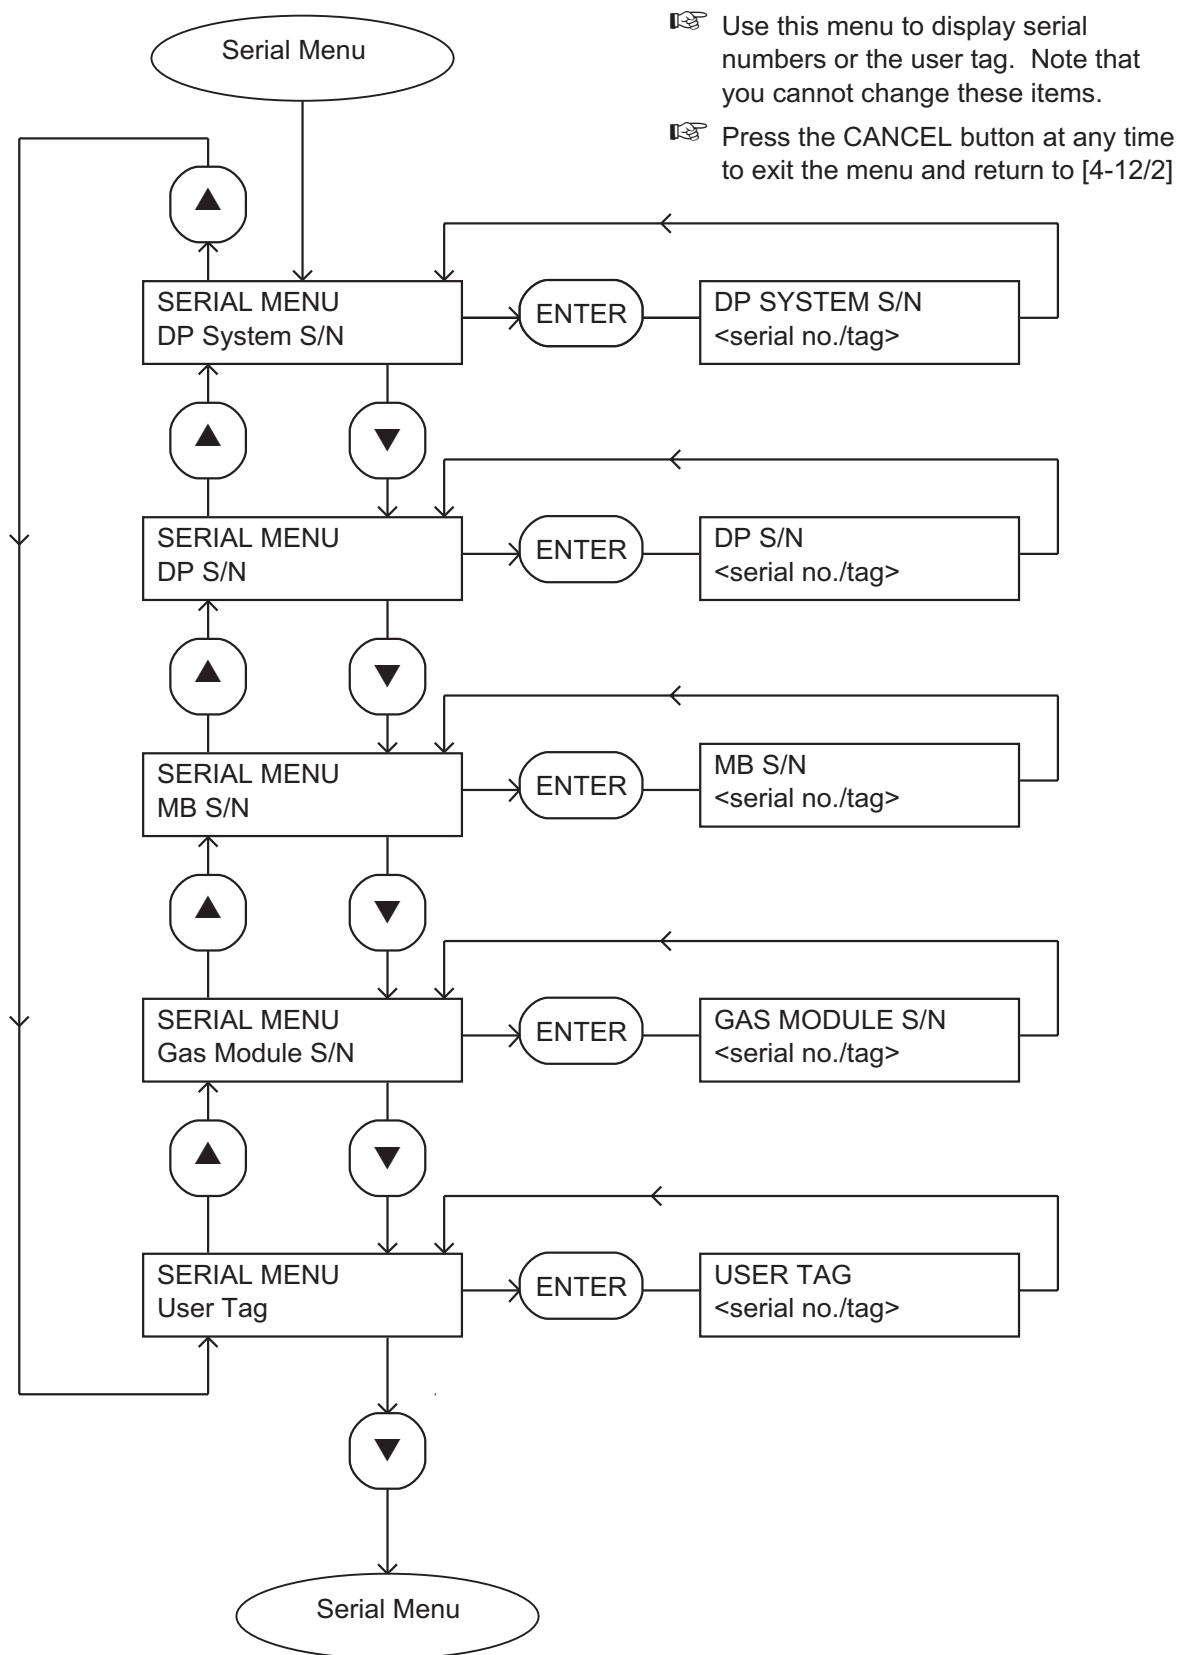 Serial Menu
☞ Use this menu to display serial
numbers or the user tag.  Note that
you cannot change these items.
☞ Press the CANCEL button at any time
to exit the menu and return to [4-12/2]
▲
SERIAL MENU
DP System S/N
ENTER
DP SYSTEM S/N
<serial no./tag>
▲
▼
SERIAL MENU
DP S/N
ENTER
DP S/N
<serial no./tag>
▲
▼
SERIAL MENU
MB S/N
ENTER
MB S/N
<serial no./tag>
▲
▼
SERIAL MENU
Gas Module S/N
ENTER
GAS MODULE S/N
<serial no./tag>
▲
▼
SERIAL MENU
User Tag
ENTER
USER TAG
<serial no./tag>
▼
Serial Menu